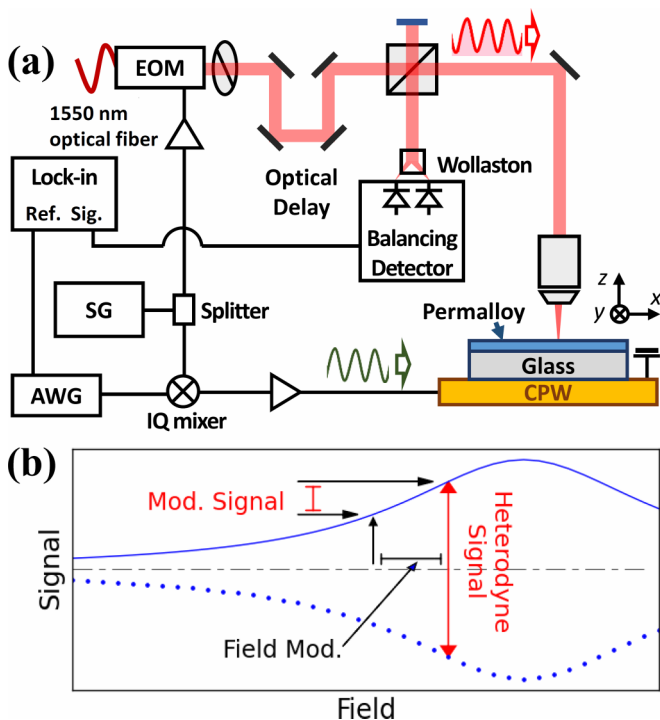 (a)
EOM
1550 nm
optical fiber
Lock-in
Ref. Sig.
Optical
Delay
Wollaston
Balancing
Detector
SG
Splitter
AWG
IQ mixer
Permalloy
Glass
CPW
z
y
x
(b)
Mod. Signal
Heterodyne
Signal
Field Mod.
Signal
Field